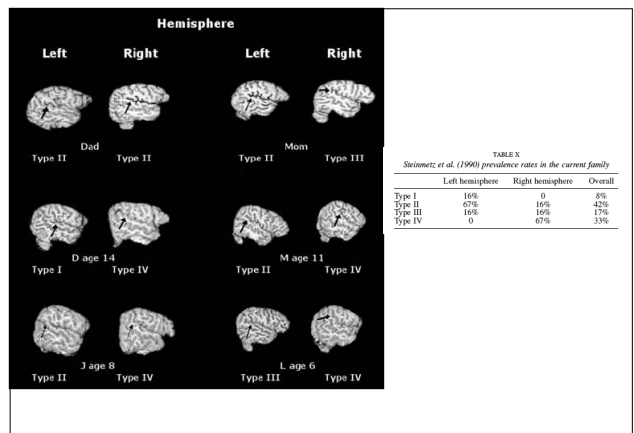 Hemisphere
Left Right Left Right
Dad Mom
Type II Type II Type II Type III
D age 14 M age 11
Type I Type IV Type II Type IV
J age 8 L age 6
Type II Type IV Type III Type IV
TABLE X
Steinmetz et al. (1990) prevalence rates in the current family
Left hemisphere Right hemisphere Overall
Type I 16% 0 8%
Type II 67% 16% 42%
Type III 16% 16% 17%
Type IV 0 67% 33%